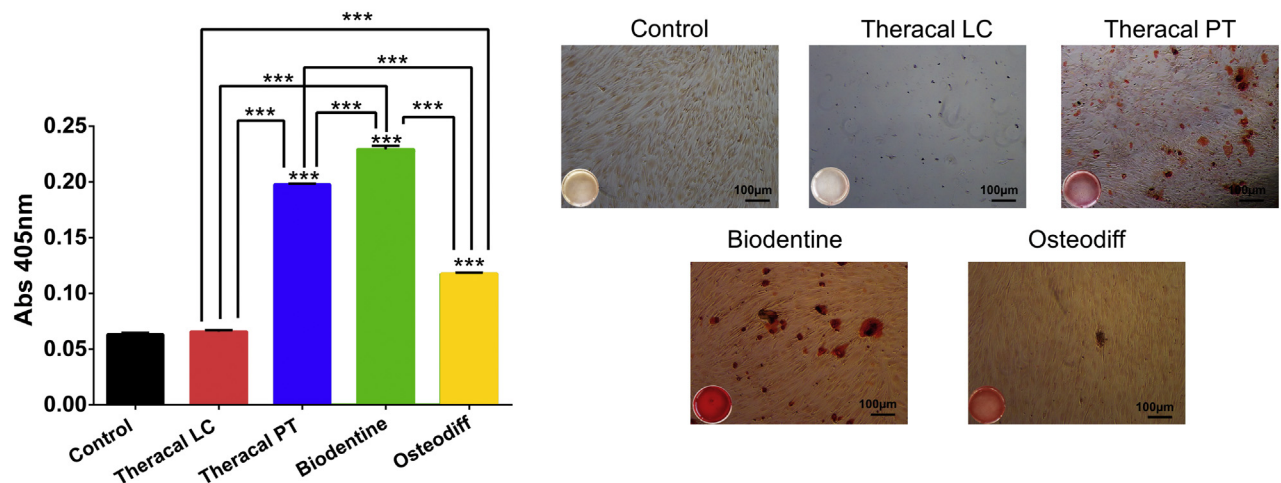 ***
***
***
***
***
***
***
***
Abs 405nm
0.25
0.20
0.15
0.10
0.05
0.00
Control
Theracal LC
Theracal PT
Biodentine
Osteodiff
Control
Theracal LC
Theracal PT
100µm
100µm
100µm
Biodentine
Osteodiff
100µm
100µm